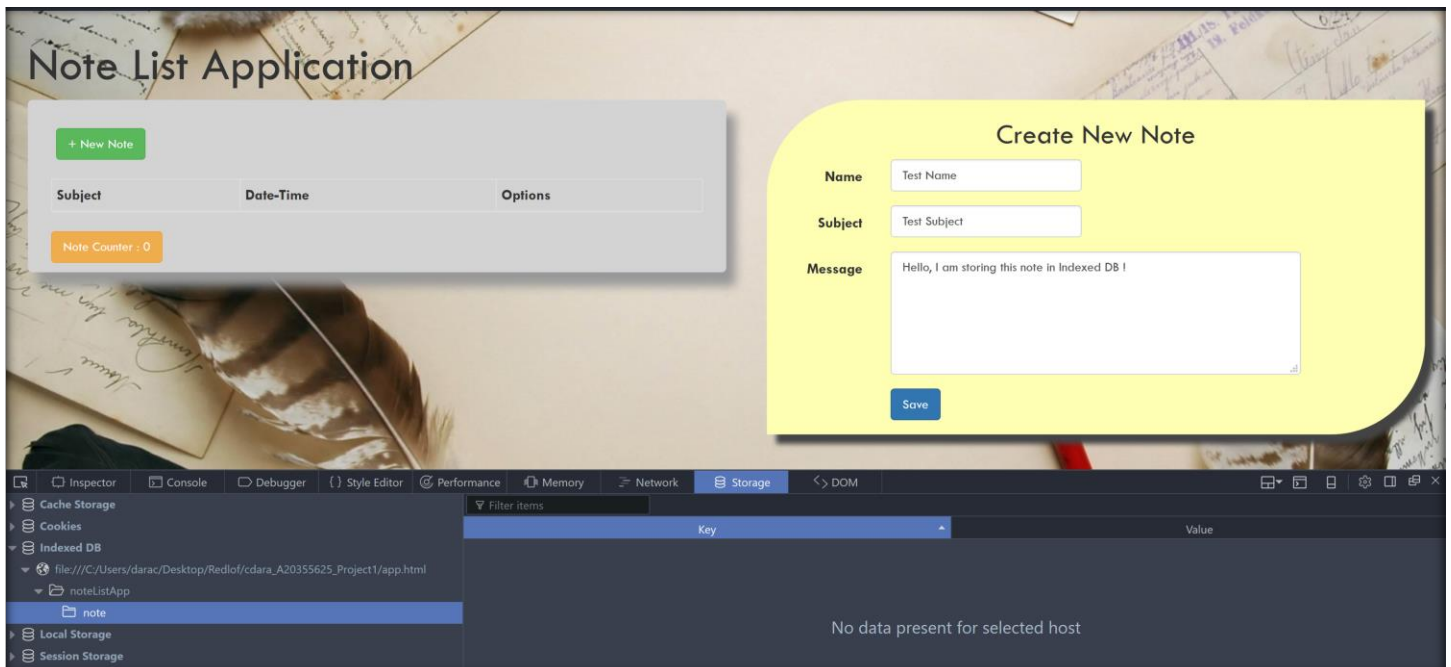 Note List Application
+ New Note
Subject Date-Time Options
Note Counter : 0
Create New Note
Name Test Name
Subject Test Subject
Message Hello, I am storing this note in Indexed DB !
Save
Inspector Console Debugger { } Style Editor Performance Memory Network Storage DOM
Cache Storage
Cookies
Indexed DB
file:///C:/Users/darac/Desktop/Redlof/cdara_A20355625_Project1/app.html
noteListApp
note
Local Storage
Session Storage
Filter items
Key Value
No data present for selected host